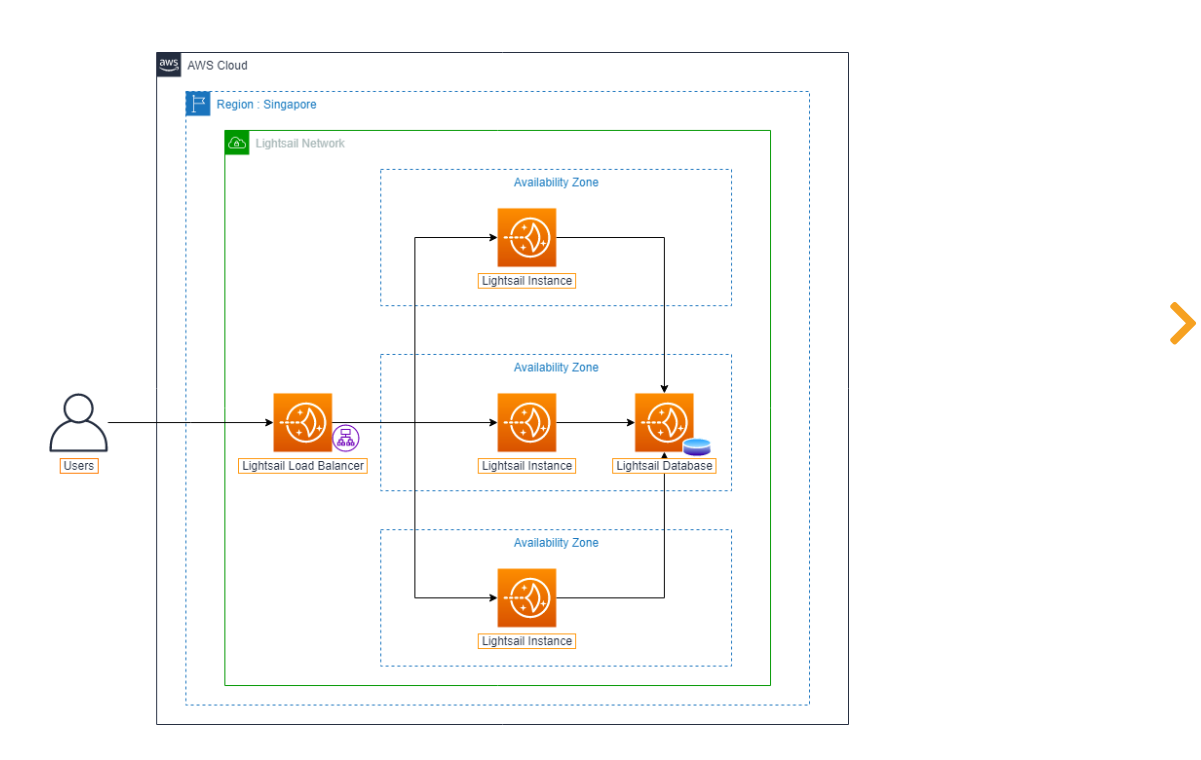 aws
AWS Cloud
Region : Singapore
Lightsail Network
Availability Zone
Lightsail Instance
Availability Zone
Users
Lightsail Load Balancer
Lightsail Instance
Lightsail Database
Availability Zone
Lightsail Instance